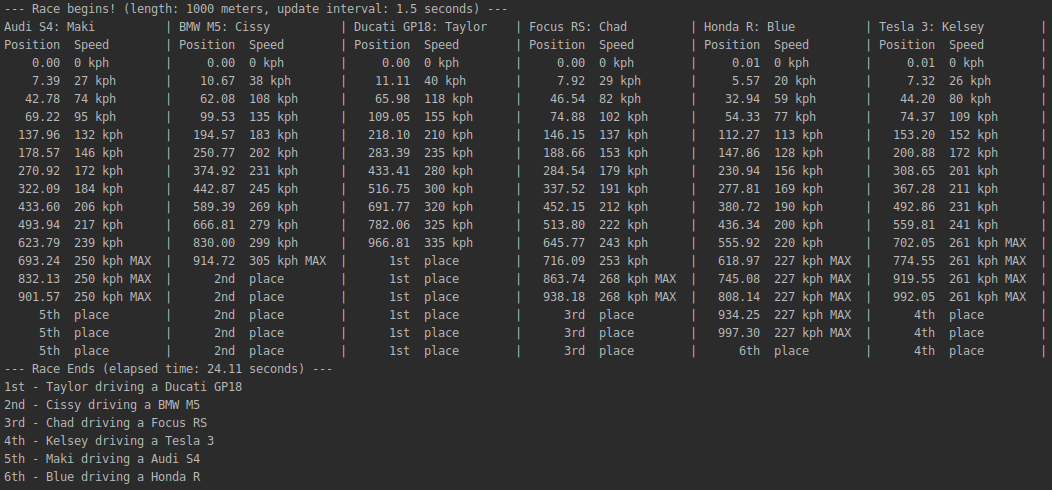 --- Race begins! (length: 1000 meters, update interval: 1.5 seconds) ---
Audi S4: Maki          | BMW M5: Cissy          | Ducati GP18: Taylor    | Focus RS: Chad         | Honda R: Blue          | Tesla 3: Kelsey        |
Position  Speed        | Position  Speed        | Position  Speed        | Position  Speed        | Position  Speed        | Position  Speed        |
    0.00  0 kph        |     0.00  0 kph        |     0.00  0 kph        |     0.00  0 kph        |     0.01  0 kph        |     0.01  0 kph        |
    7.39  27 kph       |    10.67  38 kph       |    11.11  40 kph       |     7.92  29 kph       |     5.57  20 kph       |     7.32  26 kph       |
   42.78  74 kph       |    62.08  108 kph      |    65.98  118 kph      |    46.54  82 kph       |    32.94  59 kph       |    44.20  80 kph       |
   69.22  95 kph       |    99.53  135 kph      |   109.05  155 kph      |    74.88  102 kph      |    54.33  77 kph       |    74.37  109 kph      |
  137.96  132 kph      |   194.57  183 kph      |   218.10  210 kph      |   146.15  137 kph      |   112.27  113 kph      |   153.20  152 kph      |
  178.57  146 kph      |   250.77  202 kph      |   283.39  235 kph      |   188.66  153 kph      |   147.86  128 kph      |   200.88  172 kph      |
  270.92  172 kph      |   374.92  231 kph      |   433.41  280 kph      |   284.54  179 kph      |   230.94  156 kph      |   308.65  201 kph      |
  322.09  184 kph      |   442.87  245 kph      |   516.75  300 kph      |   337.52  191 kph      |   277.81  169 kph      |   367.28  211 kph      |
  433.60  206 kph      |   589.39  269 kph      |   691.77  320 kph      |   452.15  212 kph      |   380.72  190 kph      |   492.86  231 kph      |
  493.94  217 kph      |   666.81  279 kph      |   782.06  325 kph      |   513.80  222 kph      |   436.34  200 kph      |   559.81  241 kph      |
  623.79  239 kph      |   830.00  299 kph      |   966.81  335 kph      |   645.77  243 kph      |   555.92  220 kph      |   702.05  261 kph MAX  |
  693.24  250 kph MAX  |   914.72  305 kph MAX  |      1st  place        |   716.09  253 kph      |   618.97  227 kph MAX  |   774.55  261 kph MAX  |
  832.13  250 kph MAX  |      2nd  place        |      1st  place        |   863.74  268 kph MAX  |   745.08  227 kph MAX  |   919.55  261 kph MAX  |
  901.57  250 kph MAX  |      2nd  place        |      1st  place        |   938.18  268 kph MAX  |   808.14  227 kph MAX  |   992.05  261 kph MAX  |
     5th  place        |      2nd  place        |      1st  place        |      3rd  place        |   934.25  227 kph MAX  |      4th  place        |
     5th  place        |      2nd  place        |      1st  place        |      3rd  place        |   997.30  227 kph MAX  |      4th  place        |
     5th  place        |      2nd  place        |      1st  place        |      3rd  place        |      6th  place        |      4th  place        |
--- Race Ends (elapsed time: 24.11 seconds) ---
1st - Taylor driving a Ducati GP18
2nd - Cissy driving a BMW M5
3rd - Chad driving a Focus RS
4th - Kelsey driving a Tesla 3
5th - Maki driving a Audi S4
6th - Blue driving a Honda R